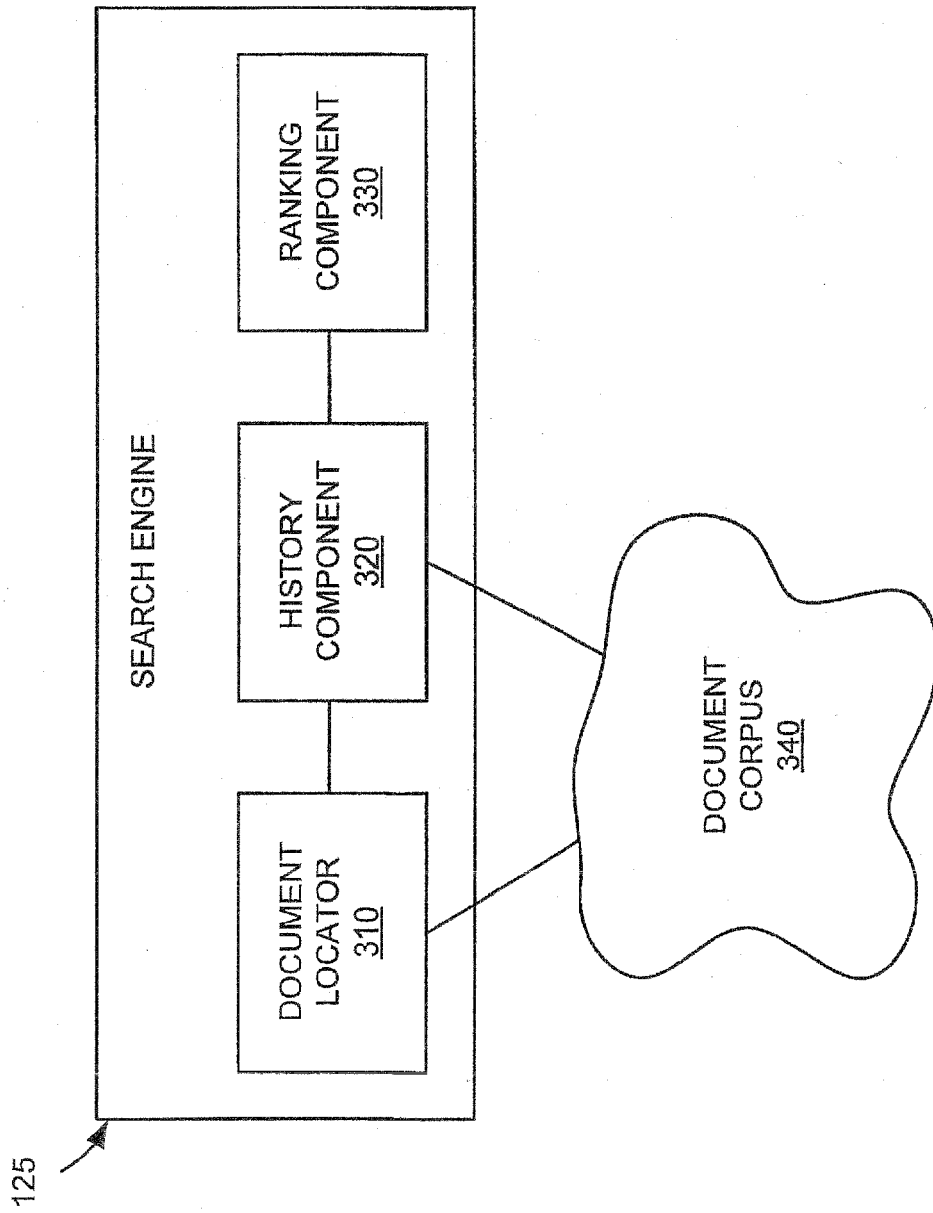 125
SEARCH ENGINE
DOCUMENT
LOCATOR
310
HISTORY
COMPONENT
320
RANKING
COMPONENT
330
DOCUMENT
CORPUS
340